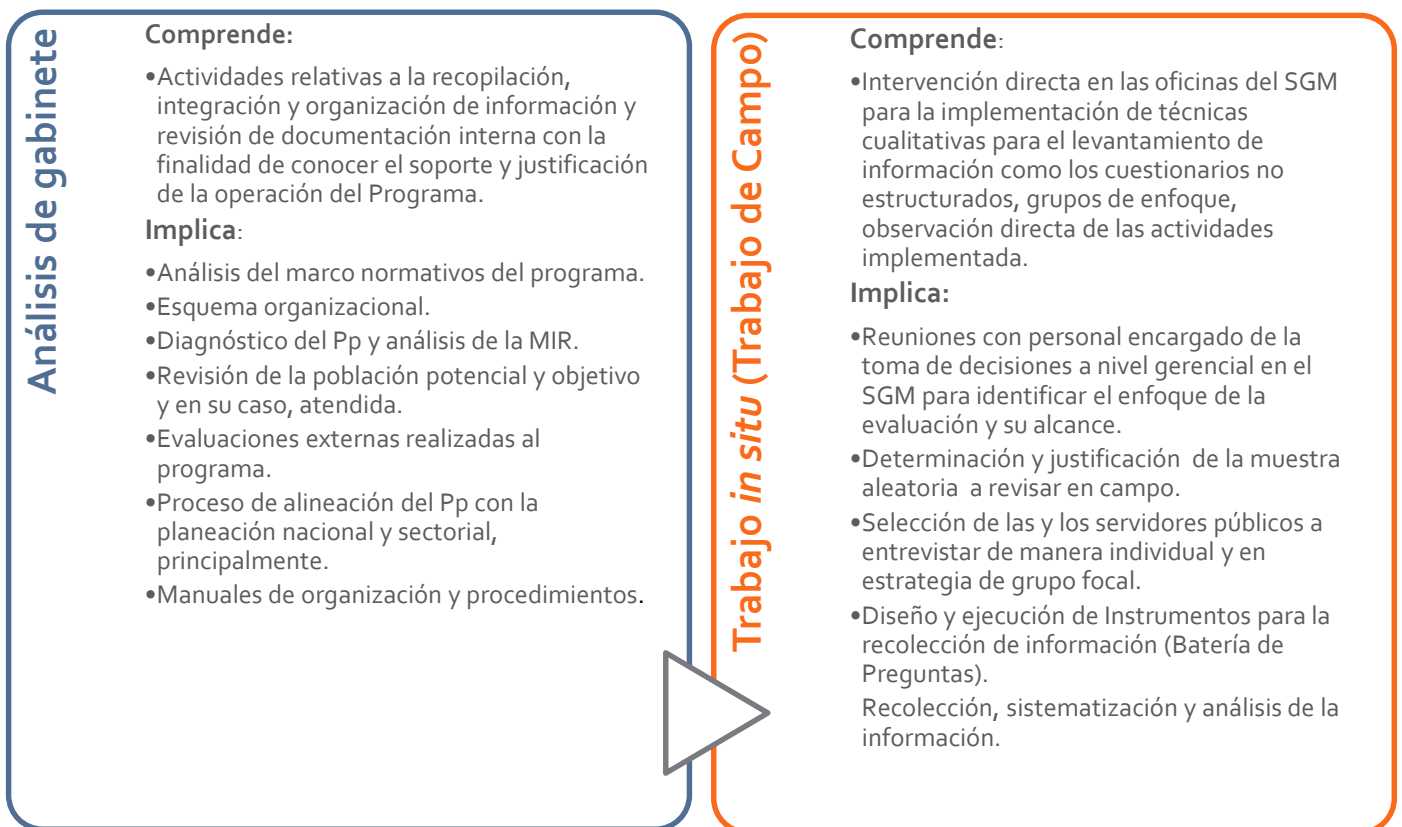 Análisis de gabinete
Comprende:
•Actividades relativas a la recopilación,
integración y organización de información y
revisión de documentación interna con la
finalidad de conocer el soporte y justificación
de la operación del Programa.
Implica:
•Análisis del marco normativos del programa.
•Esquema organizacional.
•Diagnóstico del Pp y análisis de la MIR.
•Revisión de la población potencial y objetivo
y en su caso, atendida.
•Evaluaciones externas realizadas al
programa.
•Proceso de alineación del Pp con la
planeación nacional y sectorial,
principalmente.
•Manuales de organización y procedimientos.
Trabajo in situ (Trabajo de Campo)
Comprende:
•Intervención directa en las oficinas del SGM
para la implementación de técnicas
cualitativas para el levantamiento de
información como los cuestionarios no
estructurados, grupos de enfoque,
observación directa de las actividades
implementada.
Implica:
•Reuniones con personal encargado de la
toma de decisiones a nivel gerencial en el
SGM para identificar el enfoque de la
evaluación y su alcance.
•Determinación y justificación de la muestra
aleatoria a revisar en campo.
•Selección de las y los servidores públicos a
entrevistar de manera individual y en
estrategia de grupo focal.
•Diseño y ejecución de Instrumentos para la
recolección de información (Batería de
Preguntas).
Recolección, sistematización y análisis de la
información.